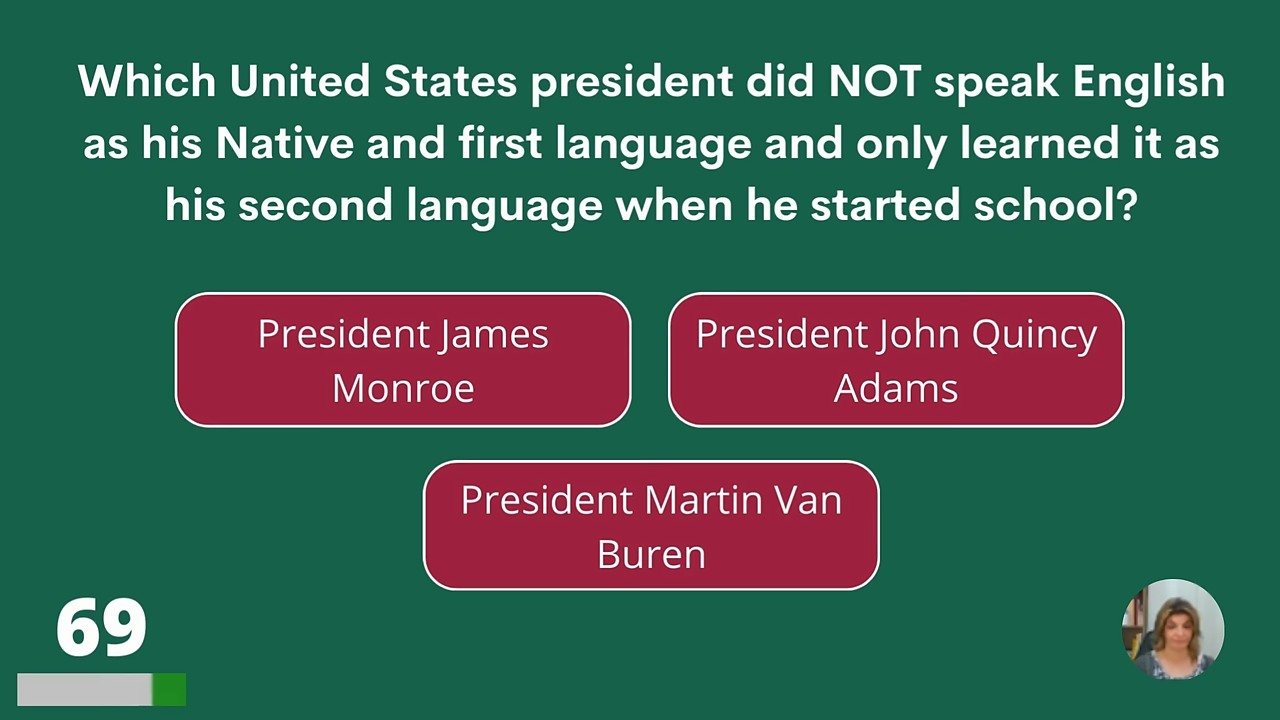 Which United States president did NOT speak English
as his Native and first language and only learned it as
his second language when he started school?
President James
Monroe
President John Quincy
Adams
President Martin Van
Buren
69